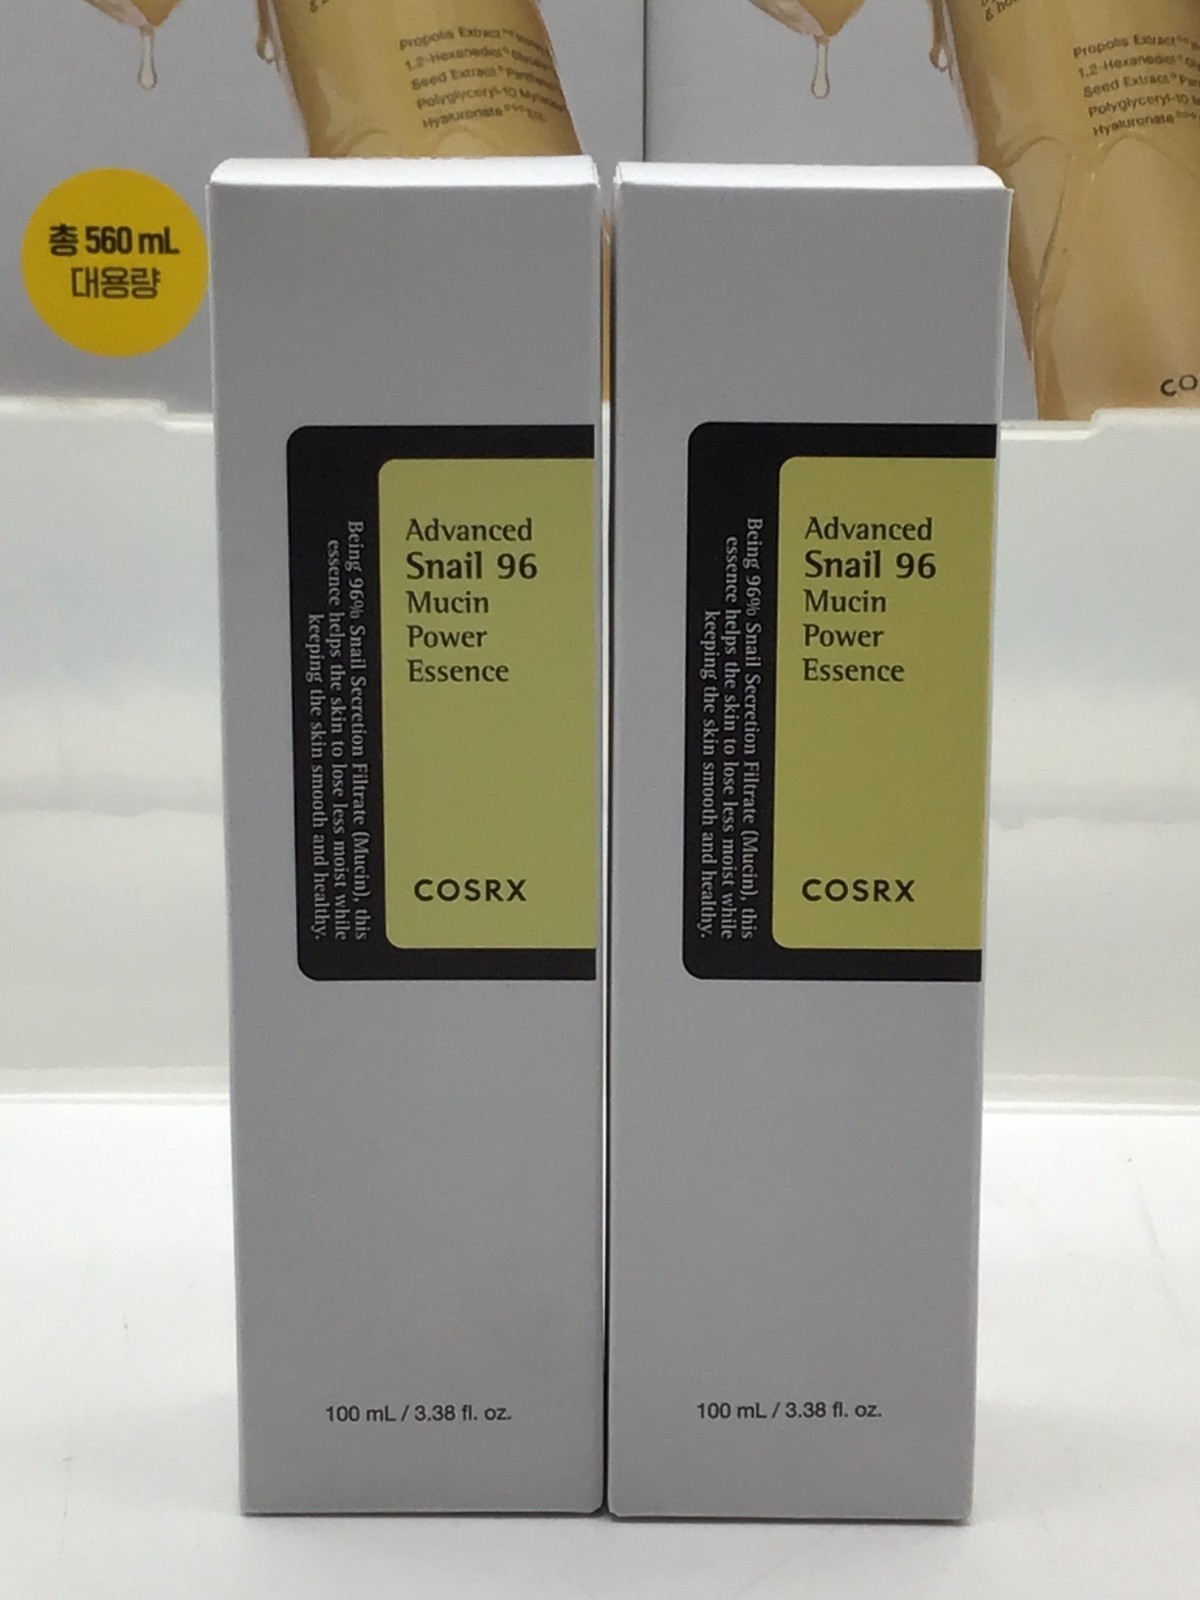 Propolis Extract
1,2-Hexanediol
Seed Extract
Polyglyceryl-10
Hyaluronate
Propolis Extract
1,2-Hexanediol
Seed Extract
Polyglyceryl-10
Hyaluronate
총 560 mL
대용량
CO
Advanced
Snail 96
Mucin
Power
Essence
COSRX
Being 96% Snail Secretion Filtrate (Mucin), this
essence helps the skin to lose less moist while
keeping the skin smooth and healthy.
100 mL / 3.38 fl. oz.
Advanced
Snail 96
Mucin
Power
Essence
COSRX
Being 96% Snail Secretion Filtrate (Mucin), this
essence helps the skin to lose less moist while
keeping the skin smooth and healthy.
100 mL / 3.38 fl. oz.